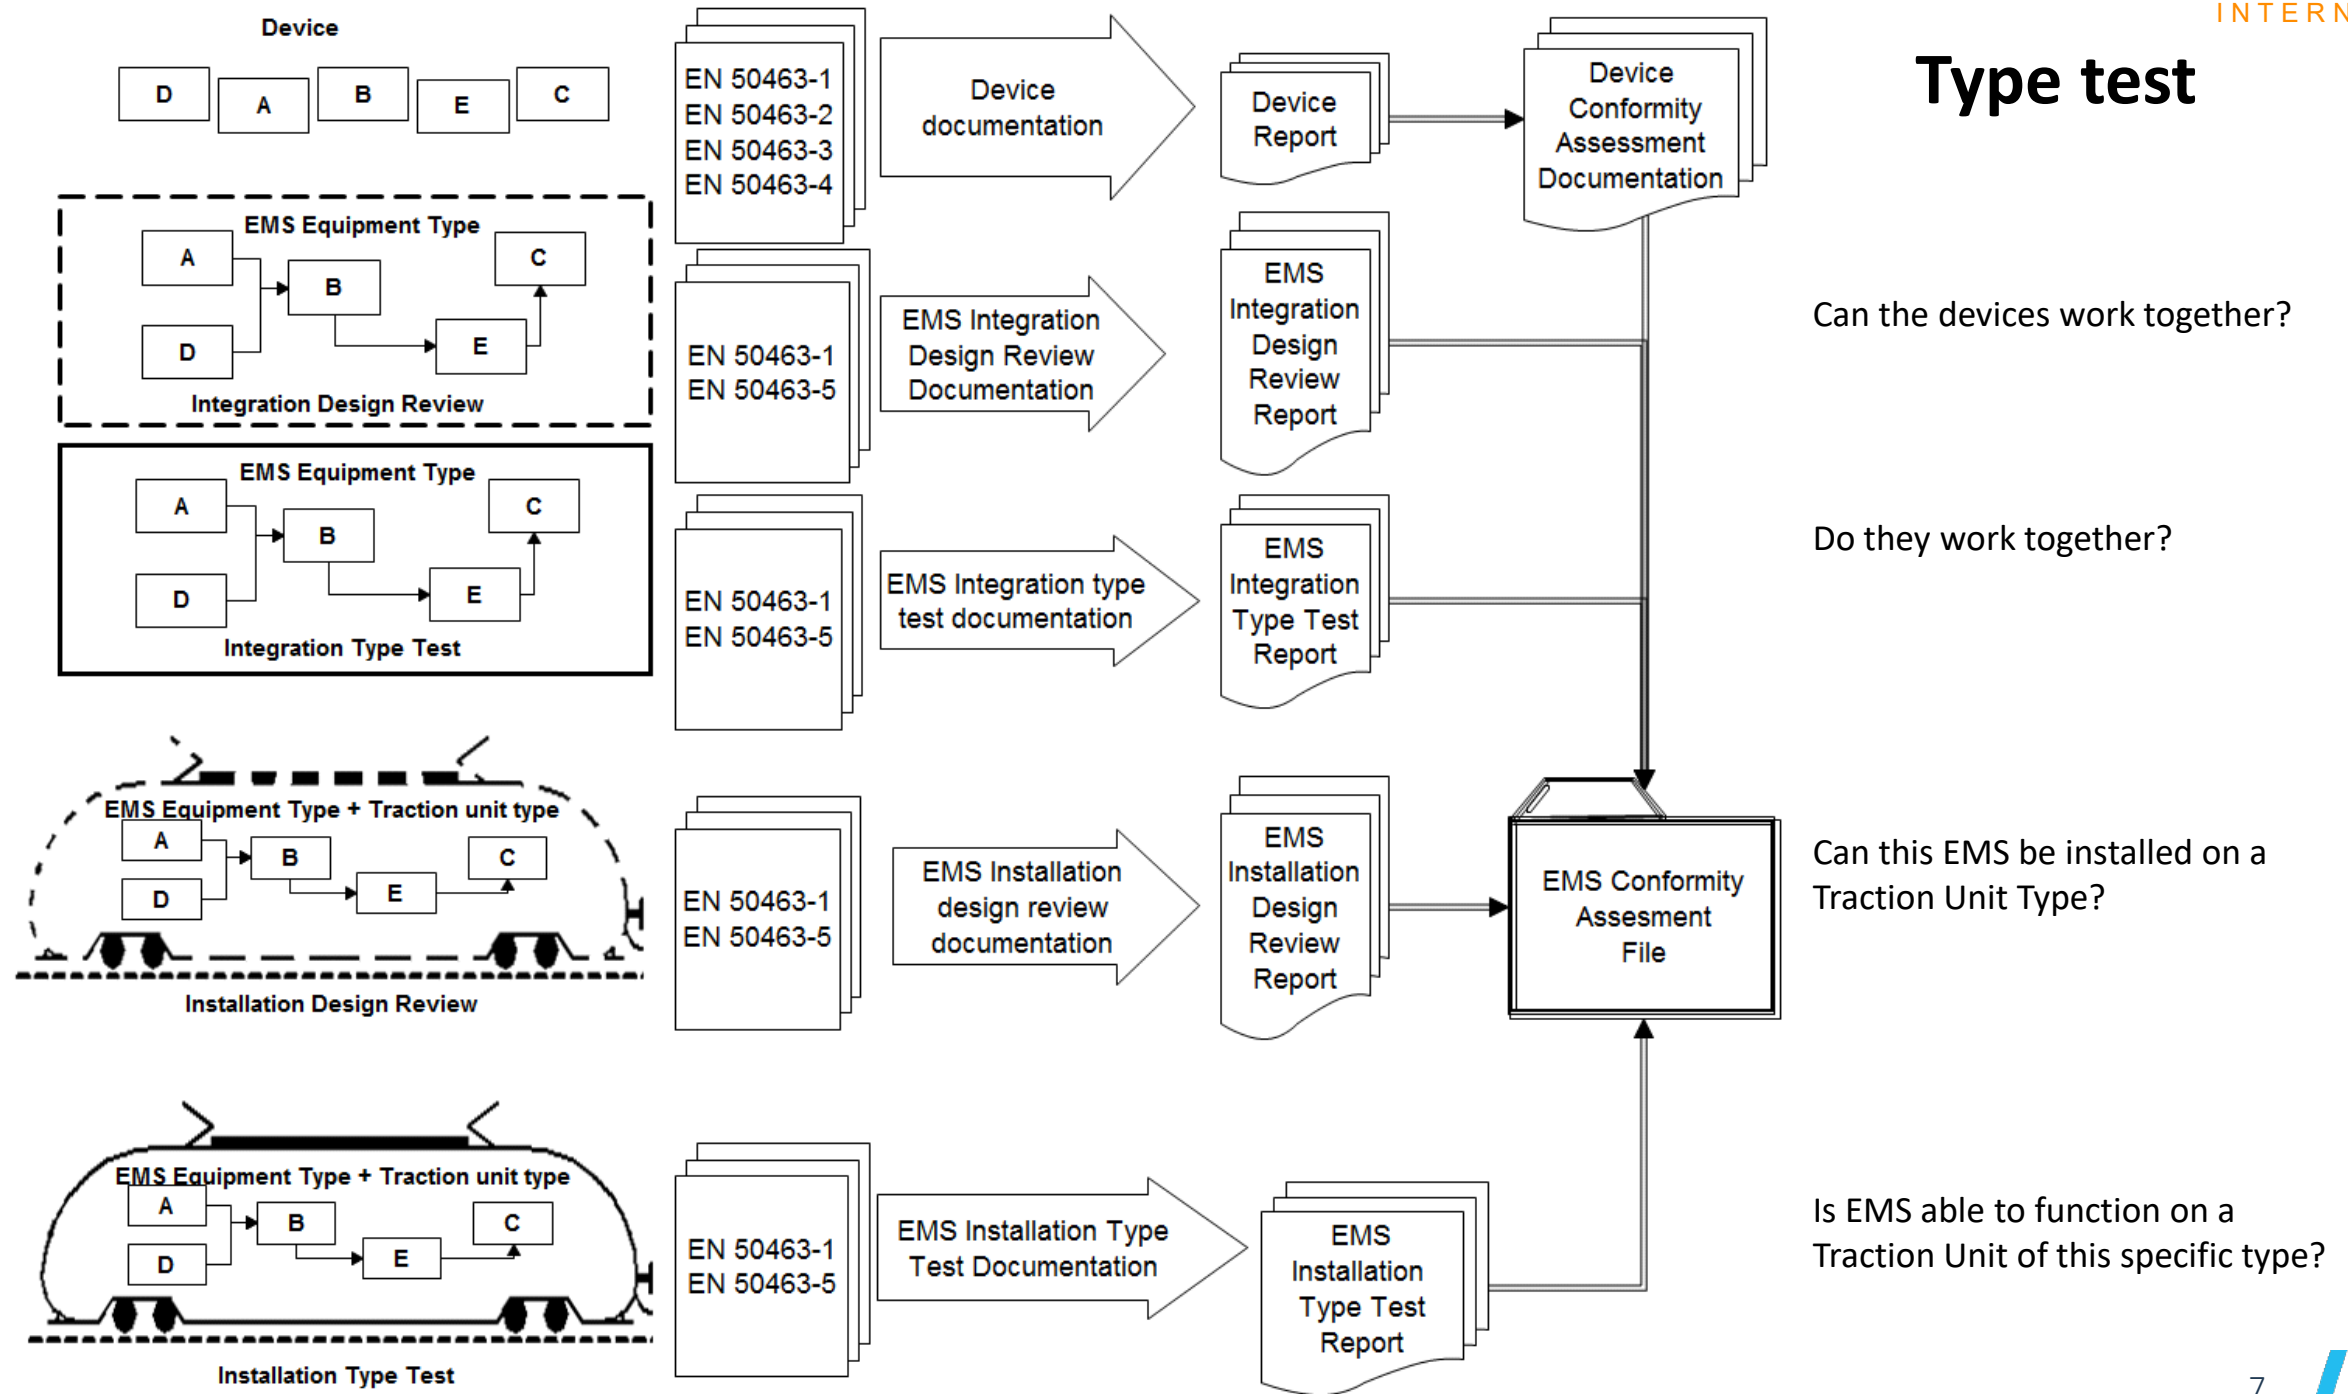 INTERN
Type test
Device
D
A
B
E
C
EN 50463-1
EN 50463-2
EN 50463-3
EN 50463-4
Device
documentation
Device
Report
Device
Conformity
Assessment
Documentation
EMS Equipment Type
A
B
C
D
E
Integration Design Review
EN 50463-1
EN 50463-5
EMS Integration
Design Review
Documentation
EMS
Integration
Design
Review
Report
Can the devices work together?
EMS Equipment Type
A
B
C
D
E
Integration Type Test
EN 50463-1
EN 50463-5
EMS Integration type
test documentation
EMS
Integration
Type Test
Report
Do they work together?
EMS Equipment Type + Traction unit type
A
B
C
D
E
Installation Design Review
EN 50463-1
EN 50463-5
EMS Installation
design review
documentation
EMS
Installation
Design
Review
Report
EMS Conformity
Assesment
File
Can this EMS be installed on a
Traction Unit Type?
EMS Equipment Type + Traction unit type
A
B
C
D
E
Installation Type Test
EN 50463-1
EN 50463-5
EMS Installation Type
Test Documentation
EMS
Installation
Type Test
Report
Is EMS able to function on a
Traction Unit of this specific type?
7